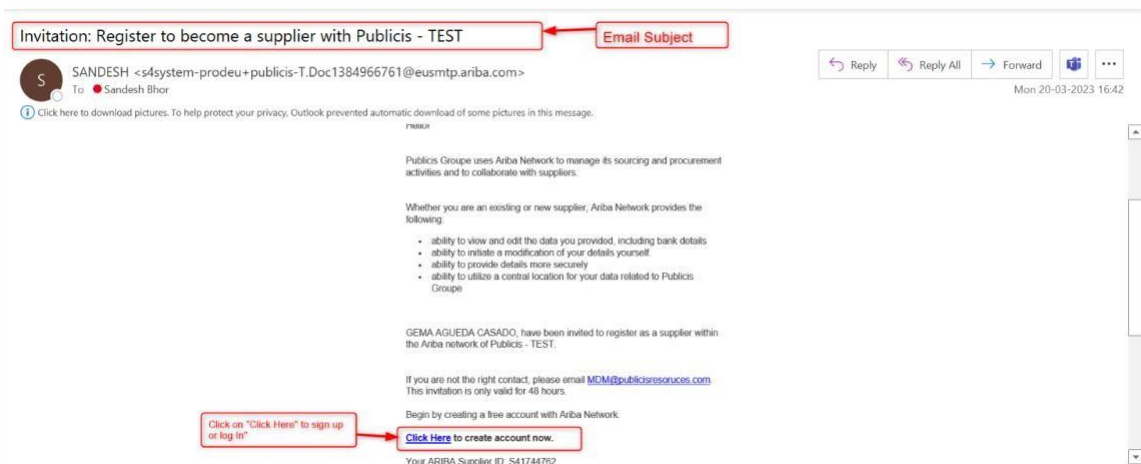 Invitation: Register to become a supplier with Publicis - TEST
Email Subject
S
SANDESH <s4system-prodeu+publicis-T.Doc1384966761@eusmtp.ariba.com>
To Sandesh Bhor
Reply
Reply All
Forward
Mon 20-03-2023 16:42
Click here to download pictures. To help protect your privacy, Outlook prevented automatic download of some pictures in this message.
Publicis Groupe uses Ariba Network to manage its sourcing and procurement
activities and to collaborate with suppliers.
Whether you are an existing or new supplier, Ariba Network provides the
following:
• ability to view and edit the data you provided, including bank details
• ability to initiate a modification of your details yourself.
• ability to provide details more securely
• ability to utilize a central location for your data related to Publicis
Groupe
GEMA AGUEDA CASADO, have been invited to register as a supplier within
the Ariba network of Publicis - TEST.
If you are not the right contact, please email MDM@publicisresoruces.com.
This invitation is only valid for 48 hours.
Begin by creating a free account with Ariba Network.
Click on "Click Here" to sign up
or log In"
Click Here to create account now.
Your ARIBA Supplier ID: S41744762